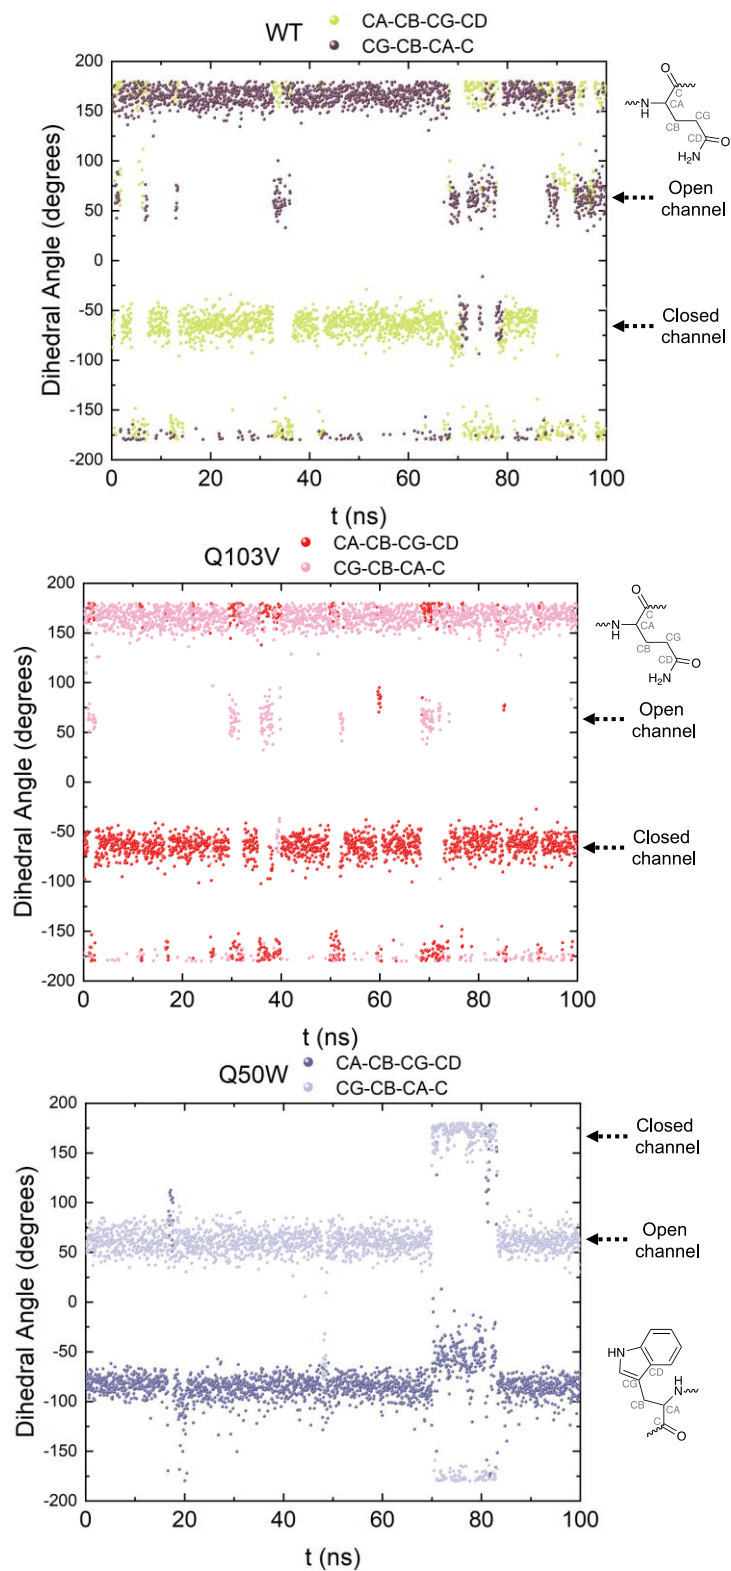 WT
CA-CB-CG-CD
CG-CB-CA-C
Dihedral Angle (degrees)
200
150
100
50
0
-50
-100
-150
-200
0 20 40 60 80 100
t (ns)
O
C
N
H
CA
CG
CB
CD
O
H₂N
Open
channel
Closed
channel
Q103V
CA-CB-CG-CD
CG-CB-CA-C
Dihedral Angle (degrees)
200
150
100
50
0
-50
-100
-150
-200
0 20 40 60 80 100
t (ns)
O
C
N
H
CA
CG
CB
CD
O
H₂N
Open
channel
Closed
channel
Q50W
CA-CB-CG-CD
CG-CB-CA-C
Dihedral Angle (degrees)
200
150
100
50
0
-50
-100
-150
-200
0 20 40 60 80 100
t (ns)
Closed
channel
Open
channel
HN
CD
CG
H
N
CB
CA
C
O